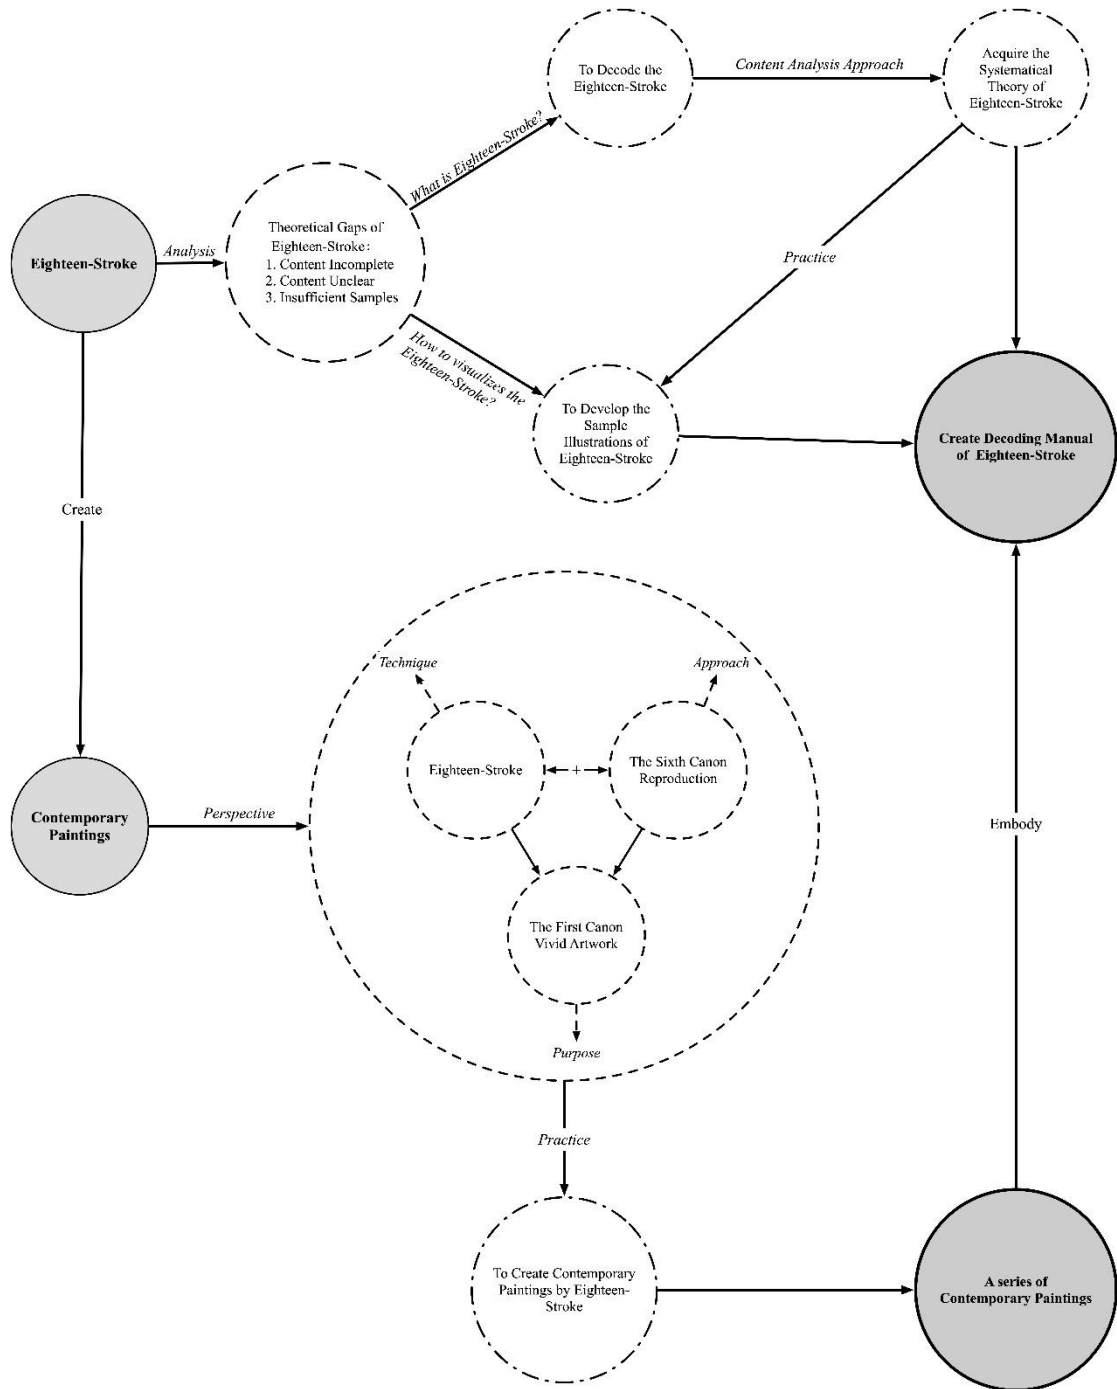 To Decode the
Eighteen-Stroke
Content Analysis Approach
Acquire the
Systematical
Theory of
Eighteen-Stroke
What is Eighteen-Stroke?
Eighteen-Stroke
Analysis
Theoretical Gaps of
Eighteen-Stroke:
1. Content Incomplete
2. Content Unclear
3. Insufficient Samples
Practice
How to visualizes the
Eighteen-Stroke?
To Develop the
Sample
Illustrations of
Eighteen-Stroke
Create Decoding Manual
of Eighteen-Stroke
Create
Technique
Approach
Eighteen-Stroke
+
The Sixth Canon
Reproduction
Contemporary
Paintings
Perspective
Embody
The First Canon
Vivid Artwork
Purpose
Practice
To Create Contemporary
Paintings by Eighteen-
Stroke
A series of
Contemporary Paintings